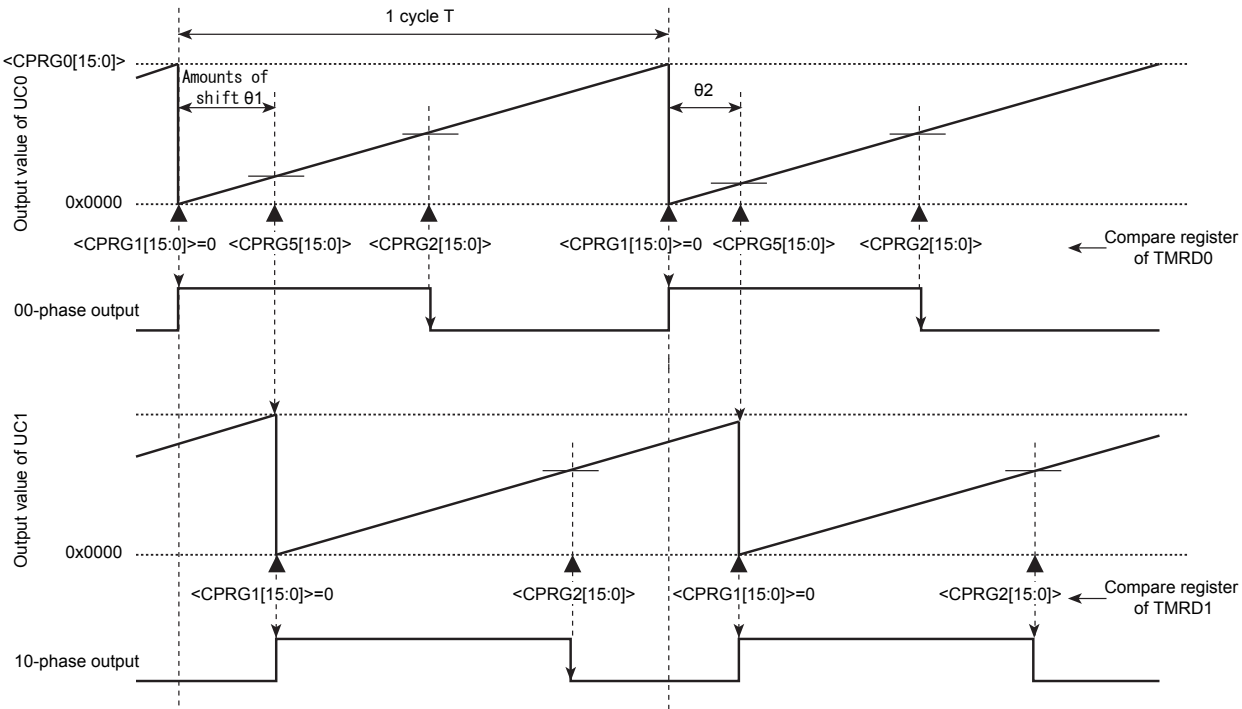 1 cycle T
<CPRG0[15:0]>
Amounts of
shift θ1
θ2
Output value of UC0
0x0000
<CPRG1[15:0]>=0
<CPRG5[15:0]>
<CPRG2[15:0]>
<CPRG1[15:0]>=0
<CPRG5[15:0]>
<CPRG2[15:0]>
Compare register
of TMRD0
00-phase output
Output value of UC1
0x0000
<CPRG1[15:0]>=0
<CPRG2[15:0]>
<CPRG1[15:0]>=0
<CPRG2[15:0]>
Compare register
of TMRD1
10-phase output